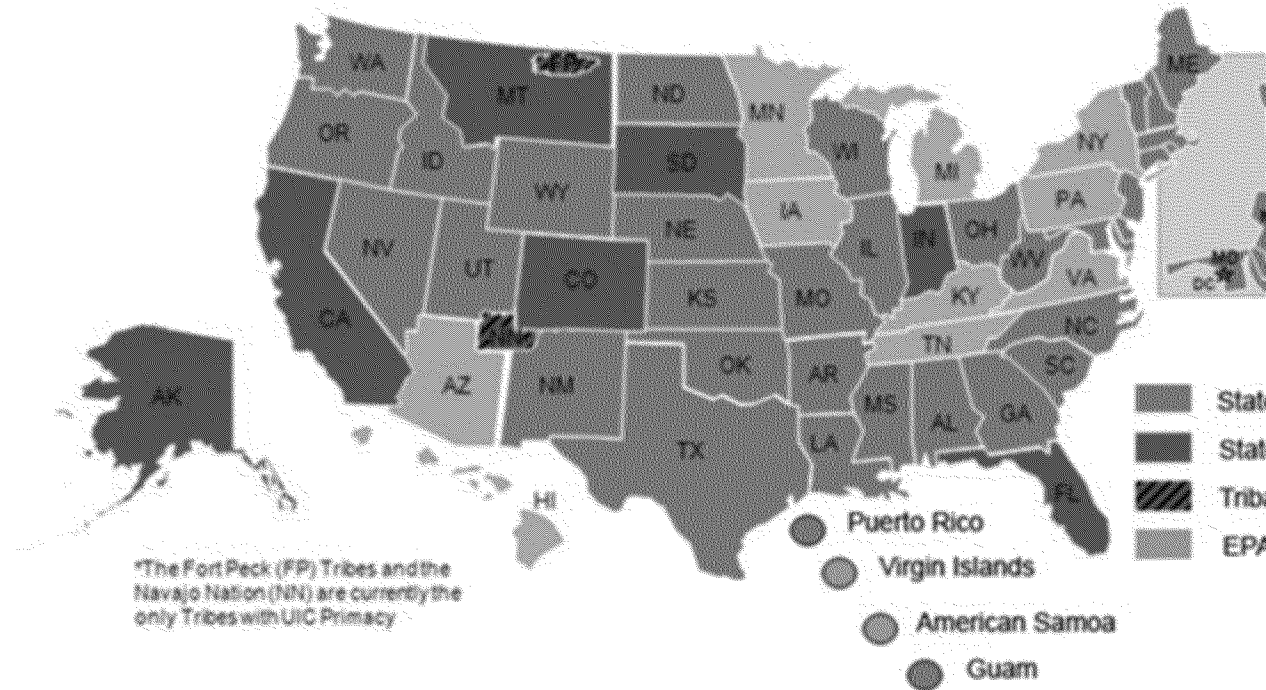 WA
MT
ND
MN
ME
OR
ID
SD
WI
MI
NY
WY
IA
PA
NE
NV
UT
CO
IL
IN
OH
WV
VA
MD
DC
KS
MO
KY
CA
NC
TN
OK
AR
SC
AZ
NM
MS
AL
GA
AK
TX
LA
FL
HI
Puerto Rico
Virgin Islands
American Samoa
Guam
*The Fort Peck (FP) Tribes and the
Navajo Nation (NN) are currently the
only Tribes with UIC Primacy
State
State
EPA